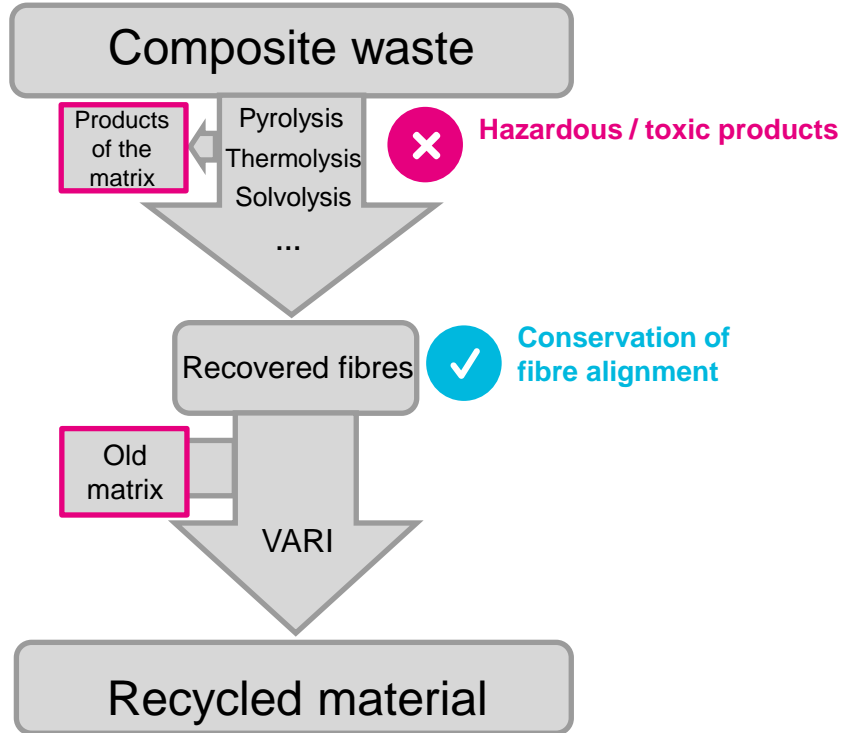 Composite waste
Products
of the
matrix
Pyrolysis
Thermolysis
Solvolysis
...
Hazardous / toxic products
Recovered fibres
Conservation of
fibre alignment
Old
matrix
VARI
Recycled material